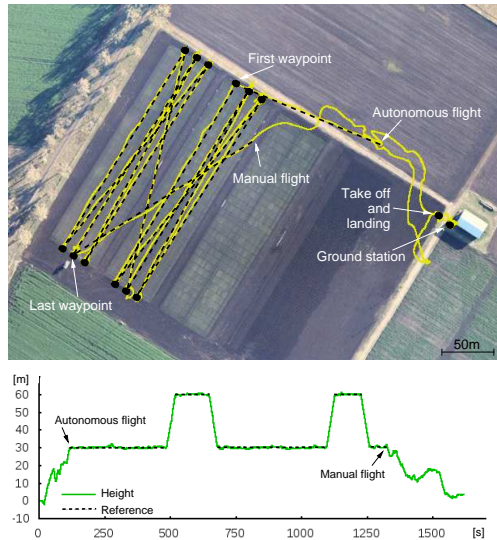 First waypoint
Autonomous flight
Manual flight
Take off
and
landing
Ground station
Last waypoint
50m
[m]
60
50
40
30
20
10
0
-10
Autonomous flight
Manual flight
Height
Reference
0 250 500 750 1000 1250 1500 [s]